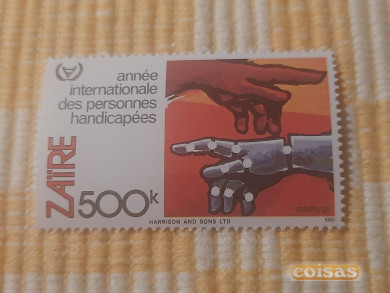 année
internationale
des personnes
handicapées
ZAÏRE
500k
HARRISON AND SONS LTD
1981
coisas